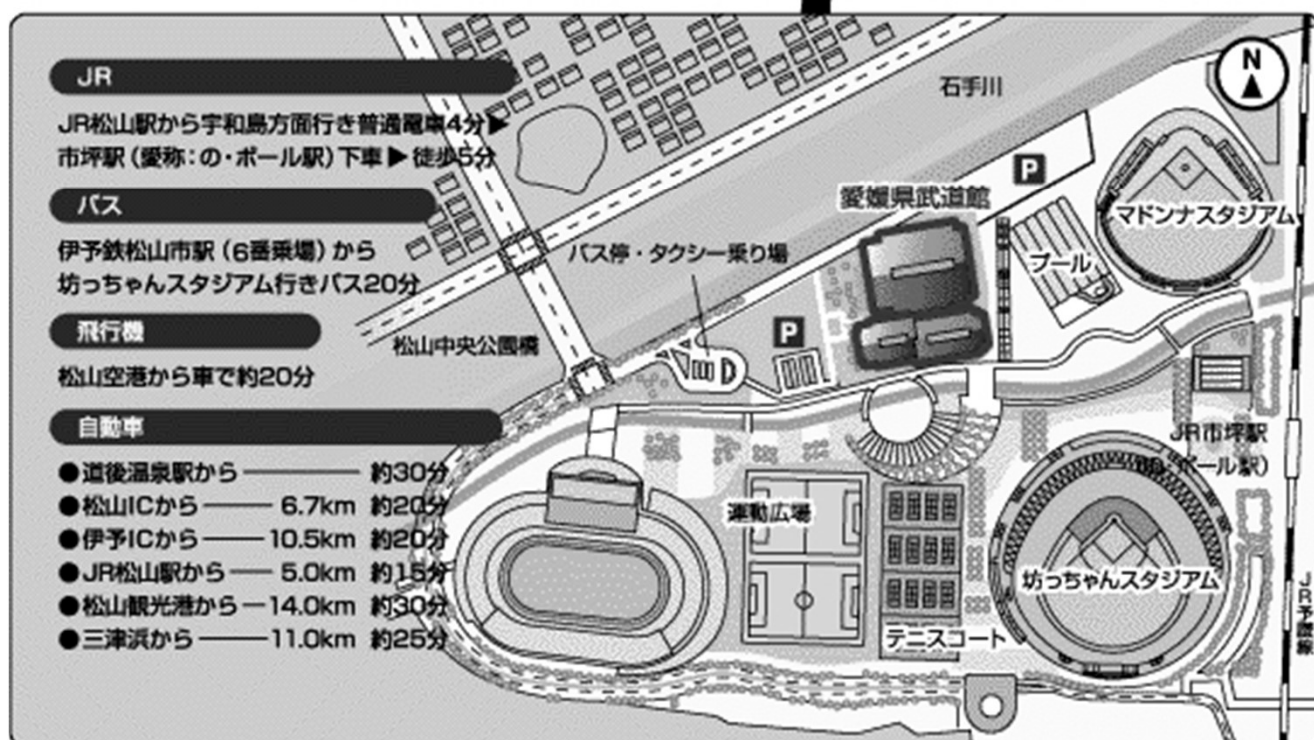 JR
JR松山駅から宇和島方面行き普通電車4分▶
市坪駅（愛称：の・ボール駅）下車▶徒歩5分
バス
伊予鉄松山市駅（6番乗場）から
坊っちゃんスタジアム行きバス20分
飛行機
松山空港から車で約20分
自動車
●道後温泉駅から 約30分
●松山ICから 6.7km 約20分
●伊予ICから 10.5km 約20分
●JR松山駅から 5.0km 約15分
●松山観光港から 14.0km 約30分
●三津浜から 11.0km 約25分
N
石手川
P
愛媛県武道館
マドンナスタジアム
プール
バス停・タクシー乗り場
P
松山中央公園橋
JR市坪駅
ボール駅）
運動広場
坊っちゃんスタジアム
テニスコート
JR予讃線